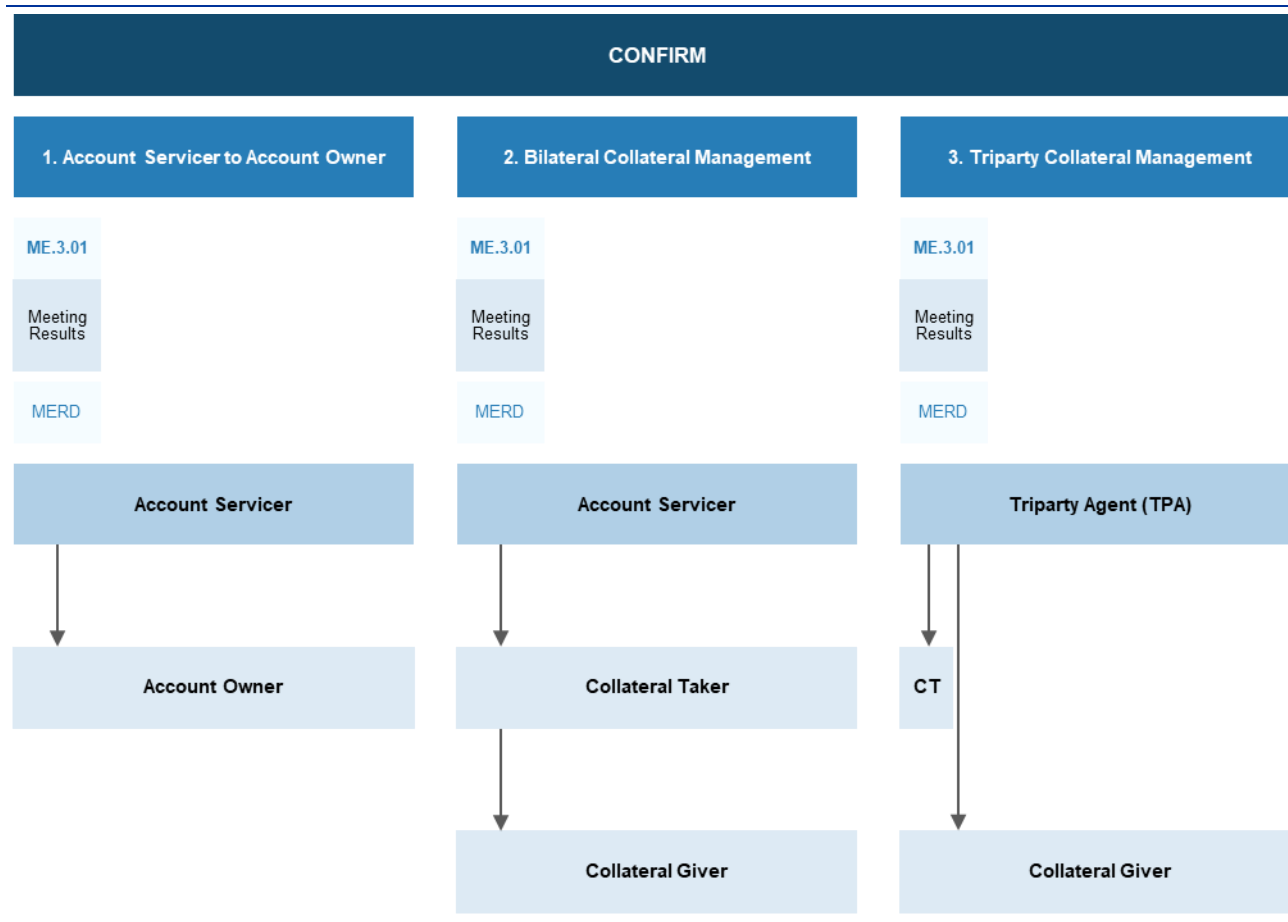 CONFIRM
1. Account Servicer to Account Owner
2. Bilateral Collateral Management
3. Triparty Collateral Management
ME.3.01
ME.3.01
ME.3.01
Meeting
Results
Meeting
Results
Meeting
Results
MERD
MERD
MERD
Account Servicer
Account Servicer
Triparty Agent (TPA)
Account Owner
Collateral Taker
CT
Collateral Giver
Collateral Giver